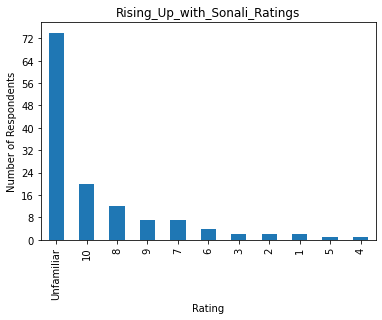 Rising_Up_with_Sonali_Ratings
Number of Respondents
72
64
56
48
40
32
24
16
8
0
Unfamiliar 10 8 9 7 6 3 2 1 5 4
Rating